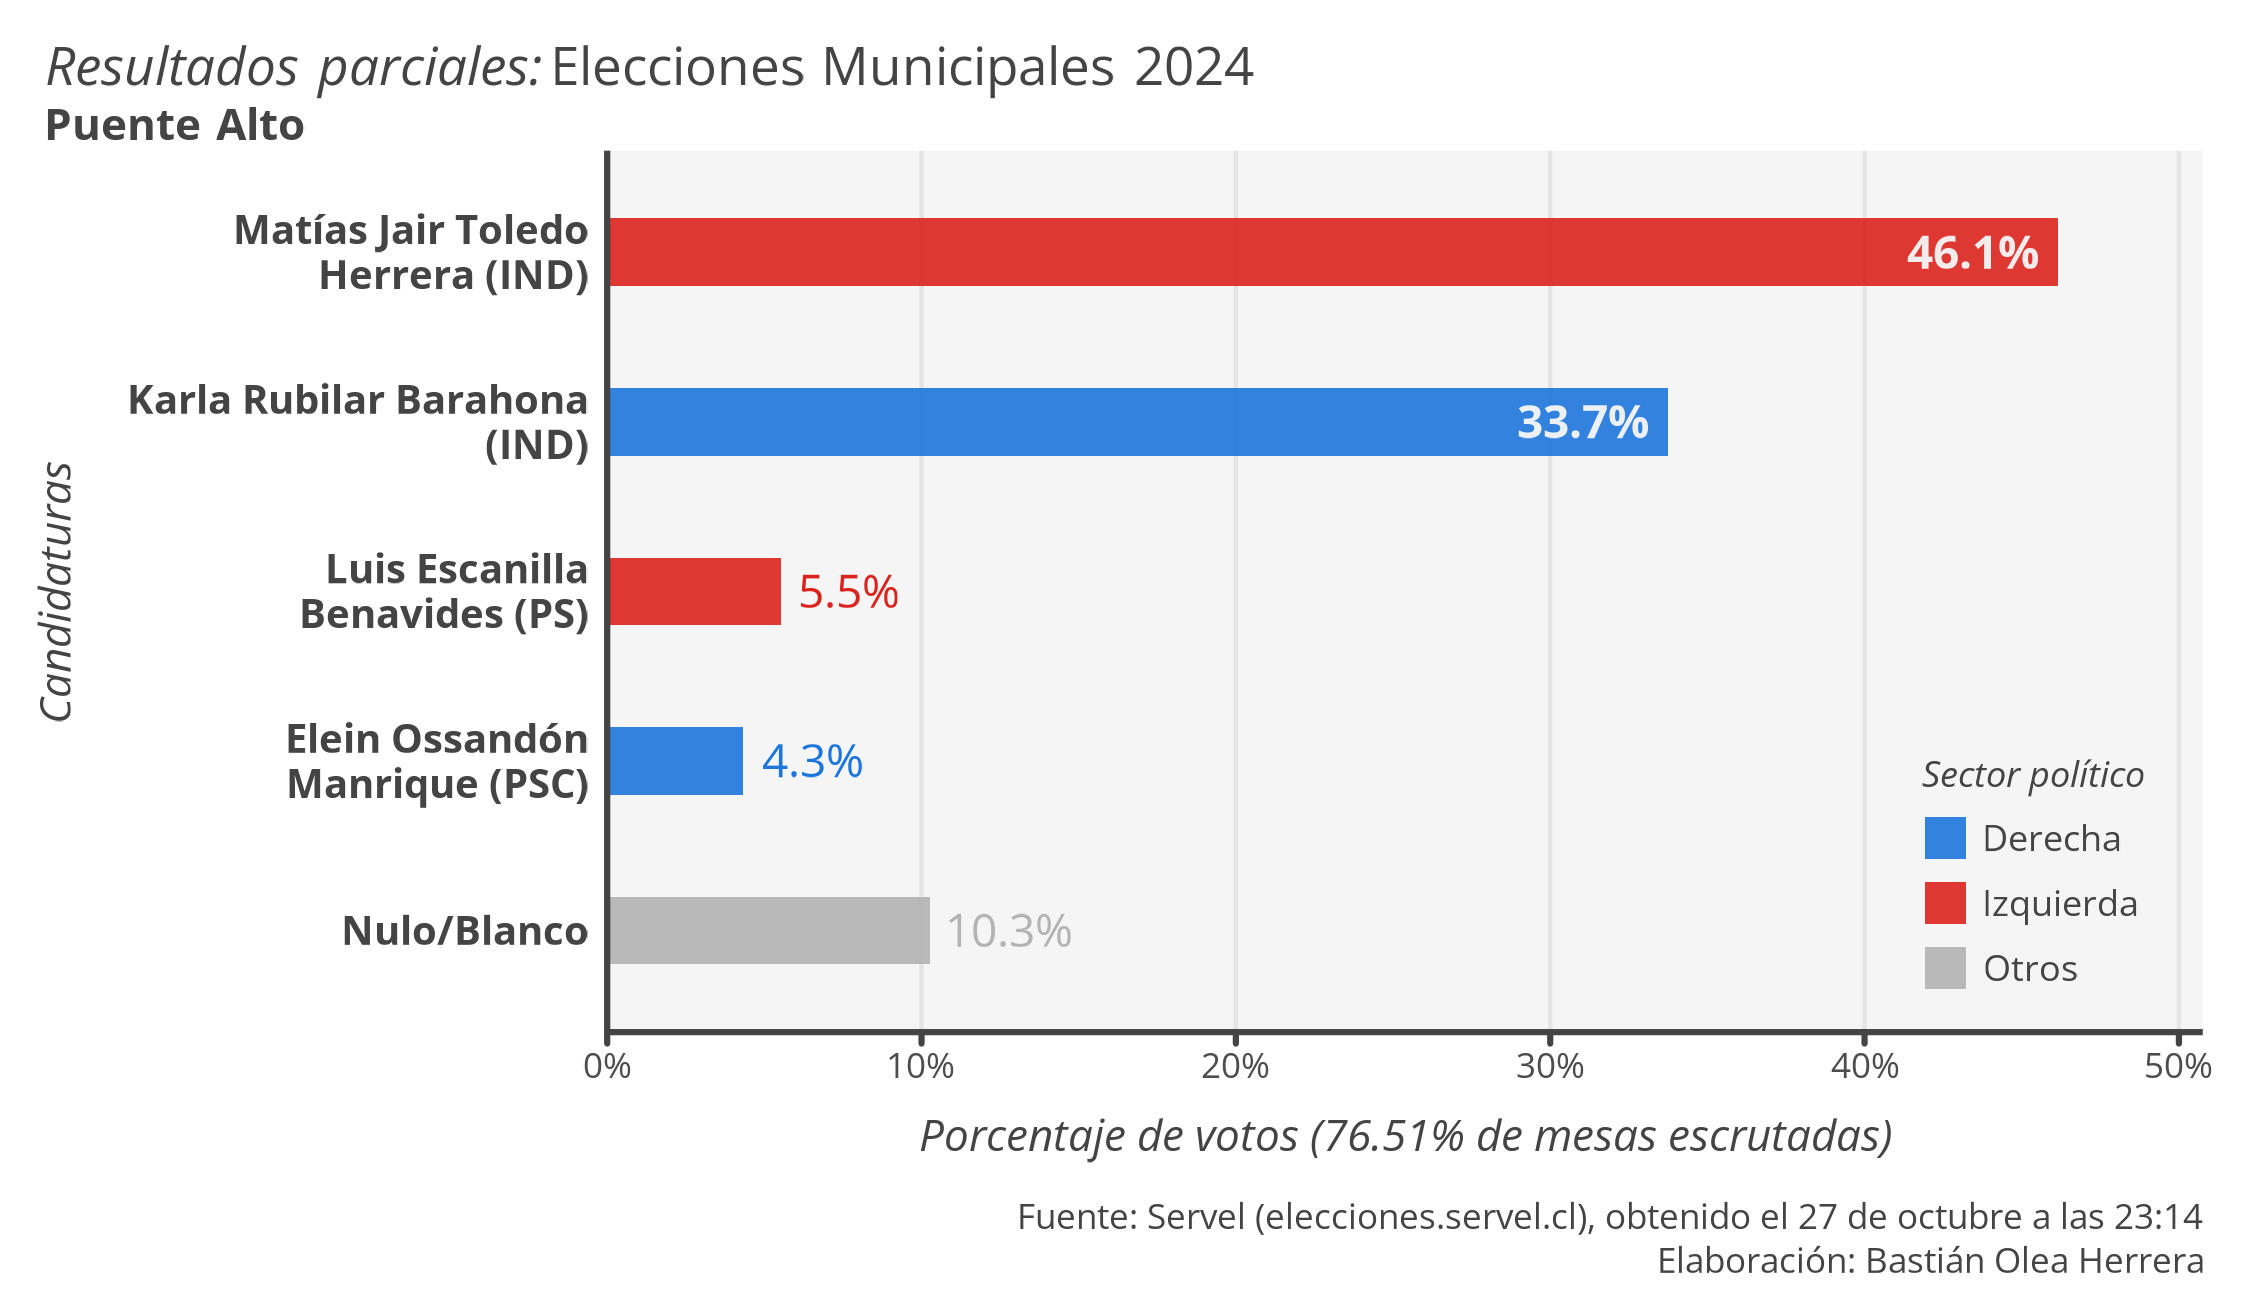 Resultados parciales: Elecciones Municipales 2024
Puente Alto
Candidaturas
Matías Jair Toledo
Herrera (IND)
46.1%
Karla Rubilar Barahona
(IND)
33.7%
Luis Escanilla
Benavides (PS)
5.5%
Elein Ossandón
Manrique (PSC)
4.3%
Nulo/Blanco
10.3%
Sector político
Derecha
Izquierda
Otros
0% 10% 20% 30% 40% 50%
Porcentaje de votos (76.51% de mesas escrutadas)
Fuente: Servel (elecciones.servel.cl), obtenido el 27 de octubre a las 23:14
Elaboración: Bastián Olea Herrera